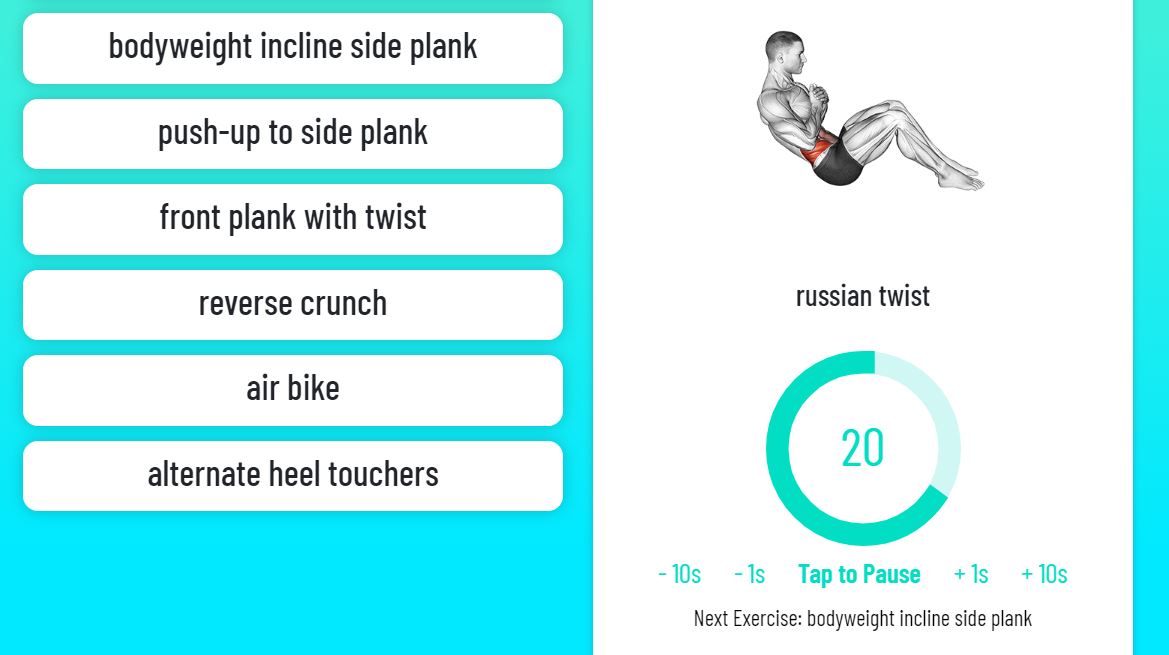 bodyweight incline side plank
push-up to side plank
front plank with twist
reverse crunch
air bike
alternate heel touchers
russian twist
20
- 10s - 1s Tap to Pause + 1s + 10s
Next Exercise: bodyweight incline side plank